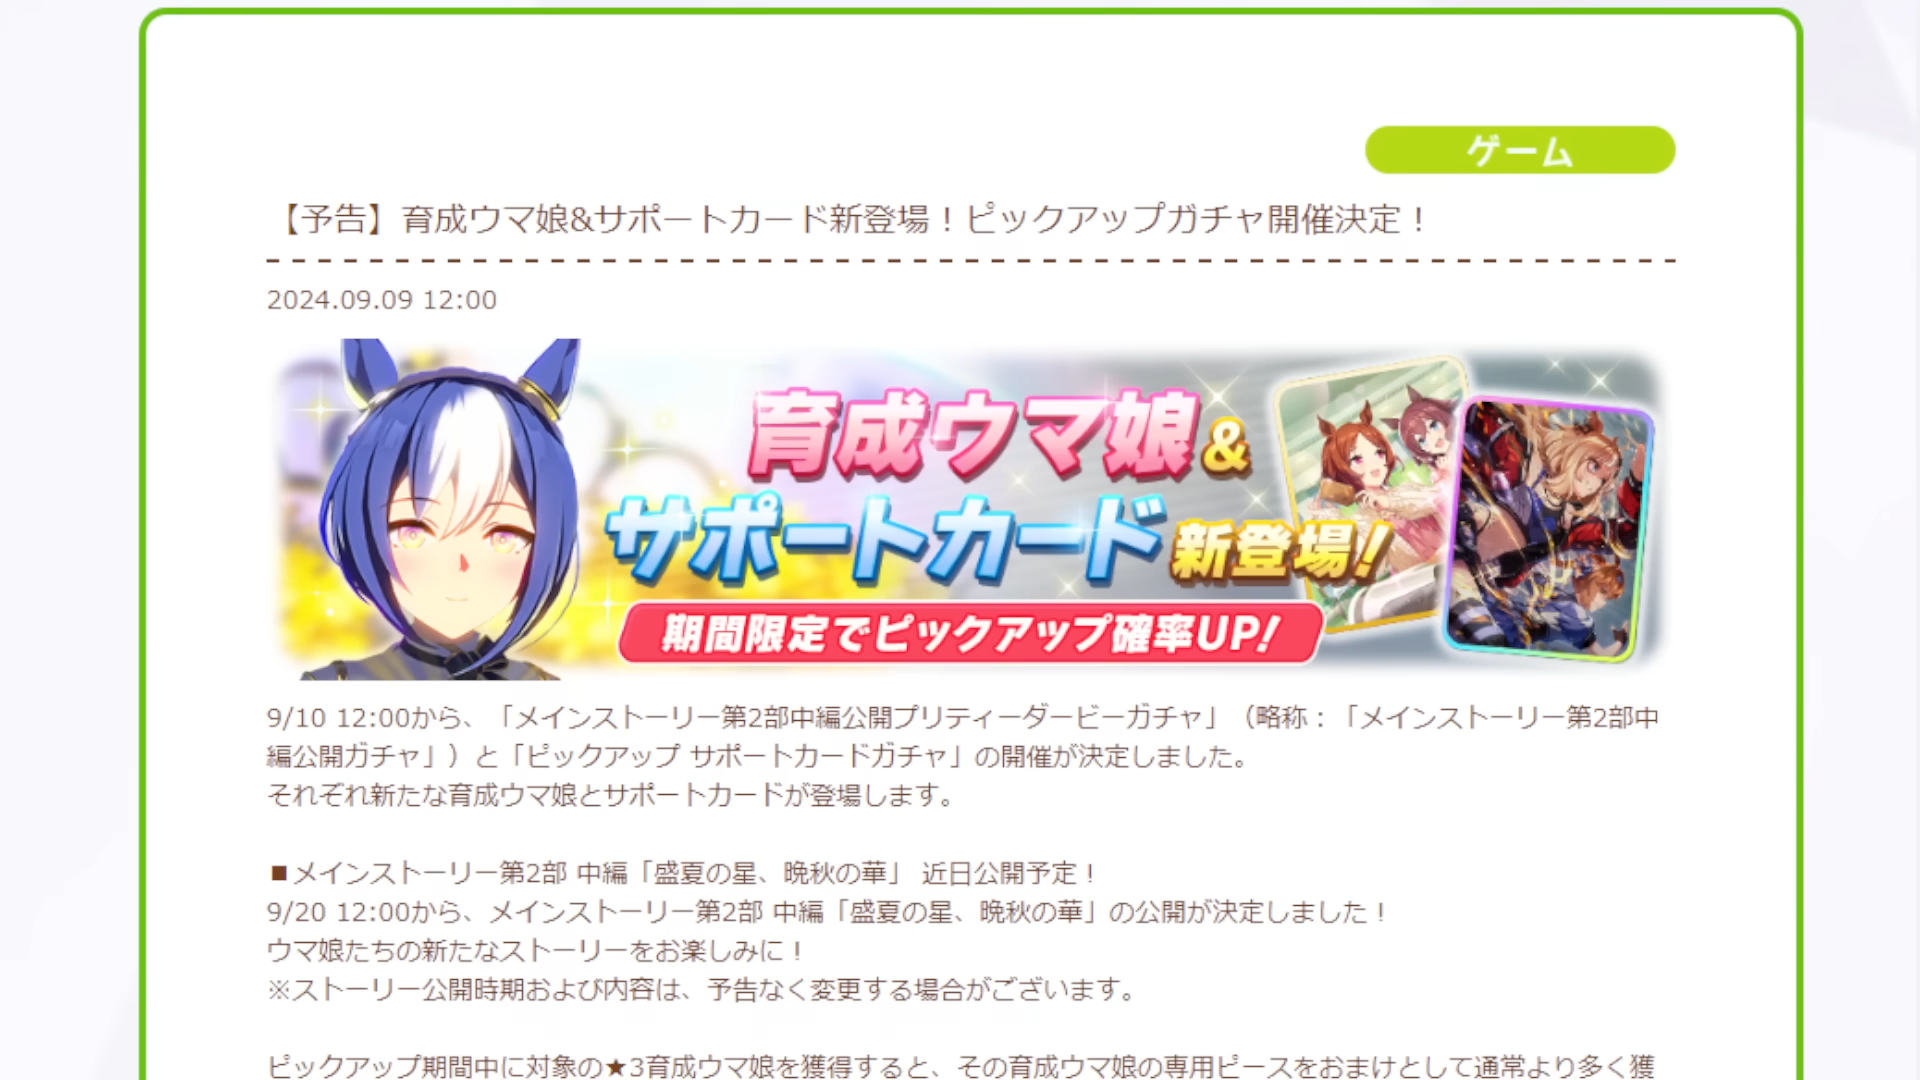 ゲーム
【予告】育成ウマ娘&サポートカード新登場！ピックアップガチャ開催決定！
2024.09.09 12:00
育成ウマ娘&
サポートカード新登場!
期間限定でピックアップ確率UP!
9/10 12:00から、「メインストーリー第2部中編公開プリティーダービーガチャ」（略称：「メインストーリー第2部中
編公開ガチャ」）と「ピックアップ サポートカードガチャ」の開催が決定しました。
それぞれ新たな育成ウマ娘とサポートカードが登場します。
■メインストーリー第2部 中編「盛夏の星、晩秋の華」 近日公開予定！
9/20 12:00から、メインストーリー第2部 中編「盛夏の星、晩秋の華」の公開が決定しました！
ウマ娘たちの新たなストーリーをお楽しみに！
※ストーリー公開時期および内容は、予告なく変更する場合がございます。
ピックアップ期間中に対象の★3育成ウマ娘を獲得すると、その育成ウマ娘の専用ピースをおまけとして通常より多く獲